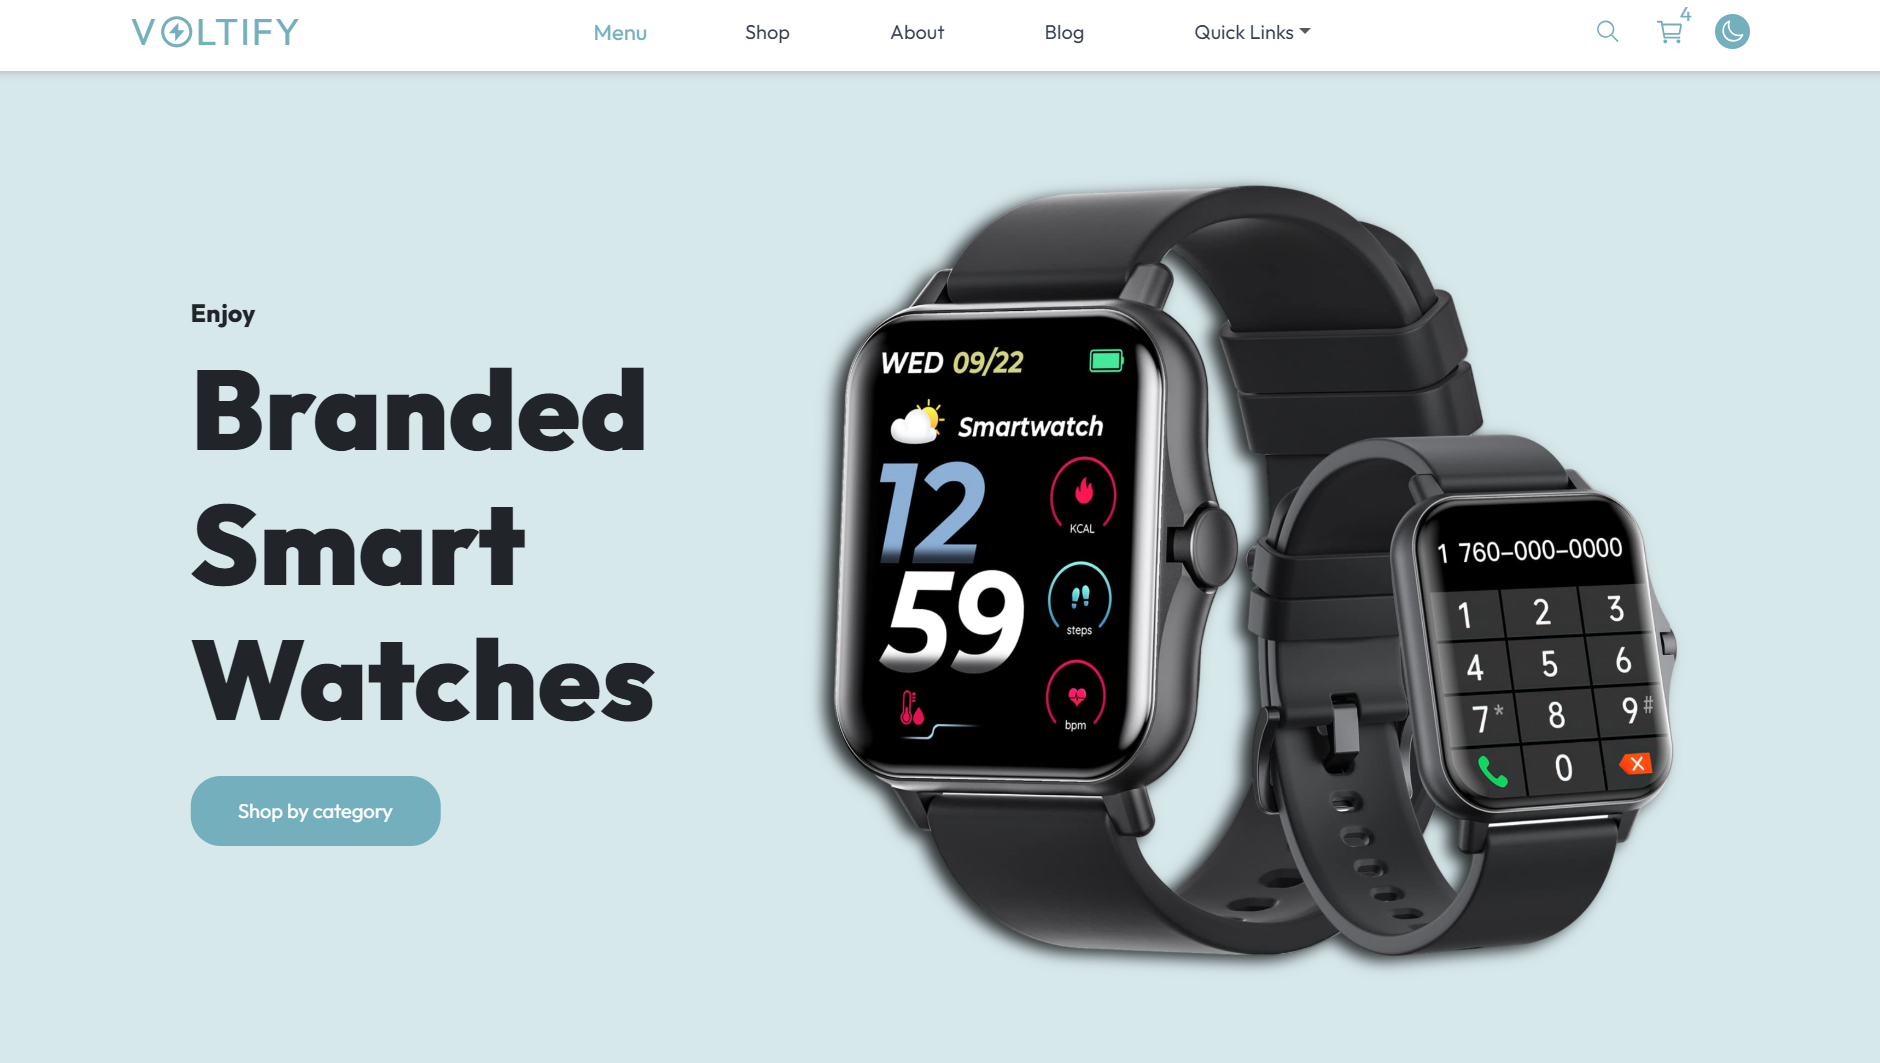 VOLTIFY
Menu
Shop
About
Blog
Quick Links
4
Enjoy
Branded
Smart
Watches
Shop by category
WED 09/22
Smartwatch
12
59
KCAL
steps
bpm
1 760-000-0000
1 2 3
4 5 6
7* 8 9#
0 X